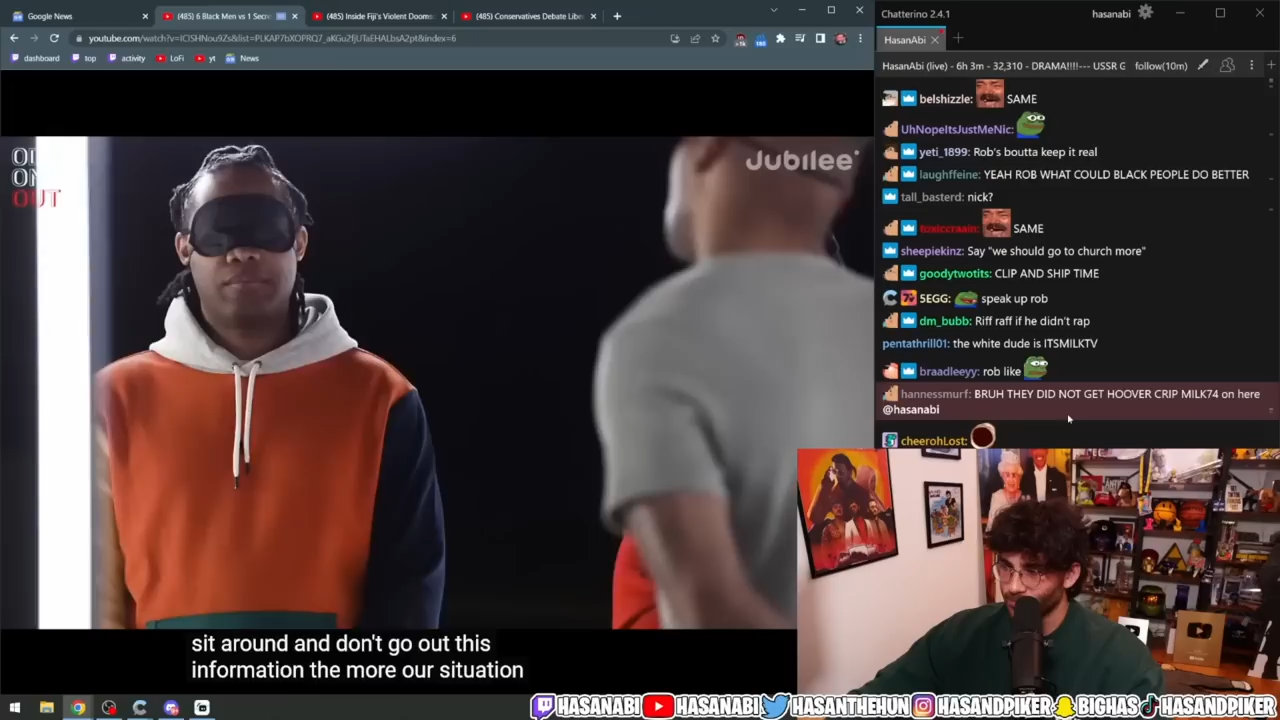 Google News
(485) 6 Black Men vs 1 Secre
(485) Inside Fiji's Violent Dooms
(485) Conservatives Debate Libe
Chatterino 2.4.1
hasanabi
youtube.com/watch?v=ICISHNou9Zs&list=PLKAP7bXOPRQ7_aKGu2fjUTaEHALbsA2pt&index=6
HasanAbi
dashboard
top
activity
LoFi
yt
News
HasanAbi (live) - 6h 3m - 32,310 - DRAMA!!!!--- USSR G
follow(10m)
belshizzle: SAME
UhNopeItsJustMeNic:
yeti_1899: Rob's boutta keep it real
laughffeine: YEAH ROB WHAT COULD BLACK PEOPLE DO BETTER
tall_basterd: nick?
toxiccraain: SAME
sheepiekinz: Say "we should go to church more"
goodytwotits: CLIP AND SHIP TIME
5EGG: speak up rob
dm_bubb: Riff raff if he didn't rap
pentathrill01: the white dude is ITSMILKTV
braadleeyy: rob like
hannessmurf: BRUH THEY DID NOT GET HOOVER CRIP MILK74 on here
@hasanabi
cheerohLost:
OUT
Jubilee
sit around and don't go out this
information the more our situation
HASANABI
HASANABI
HASANTHEHUN
HASANDPIKER
BIGHAS
HASANDPIKER